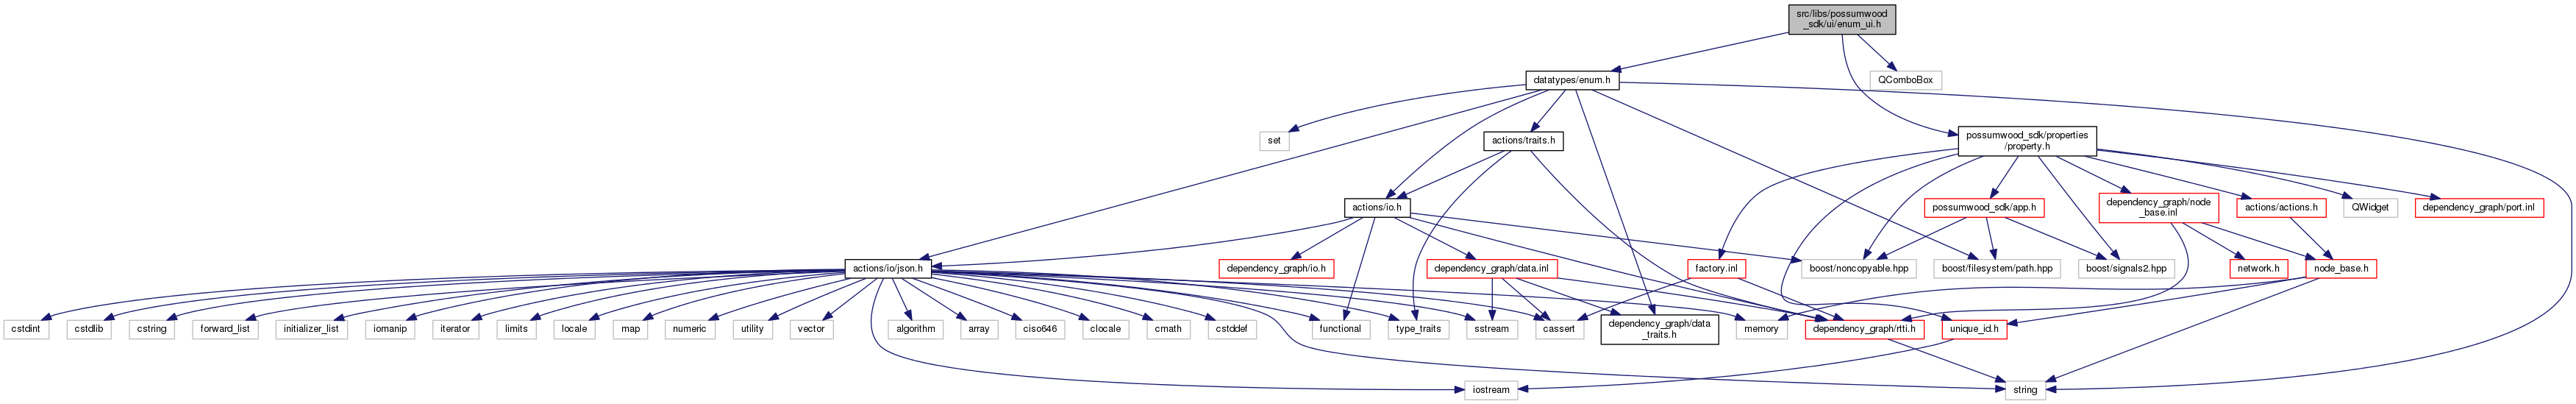 src/libs/possumwood
_sdk/ui/enum_ui.h
datatypes/enum.h
QComboBox
set
actions/traits.h
possumwood_sdk/properties
/property.h
actions/io.h
possumwood_sdk/app.h
dependency_graph/node
_base.inl
actions/actions.h
QWidget
dependency_graph/port.inl
actions/io/json.h
dependency_graph/io.h
dependency_graph/data.inl
factory.inl
boost/noncopyable.hpp
boost/filesystem/path.hpp
boost/signals2.hpp
network.h
node_base.h
cstdint
cstdlib
cstring
forward_list
initializer_list
iomanip
iterator
limits
locale
map
numeric
utility
vector
algorithm
array
ciso646
clocale
cmath
cstddef
functional
type_traits
sstream
cassert
dependency_graph/data
_traits.h
memory
dependency_graph/rtti.h
unique_id.h
iostream
string